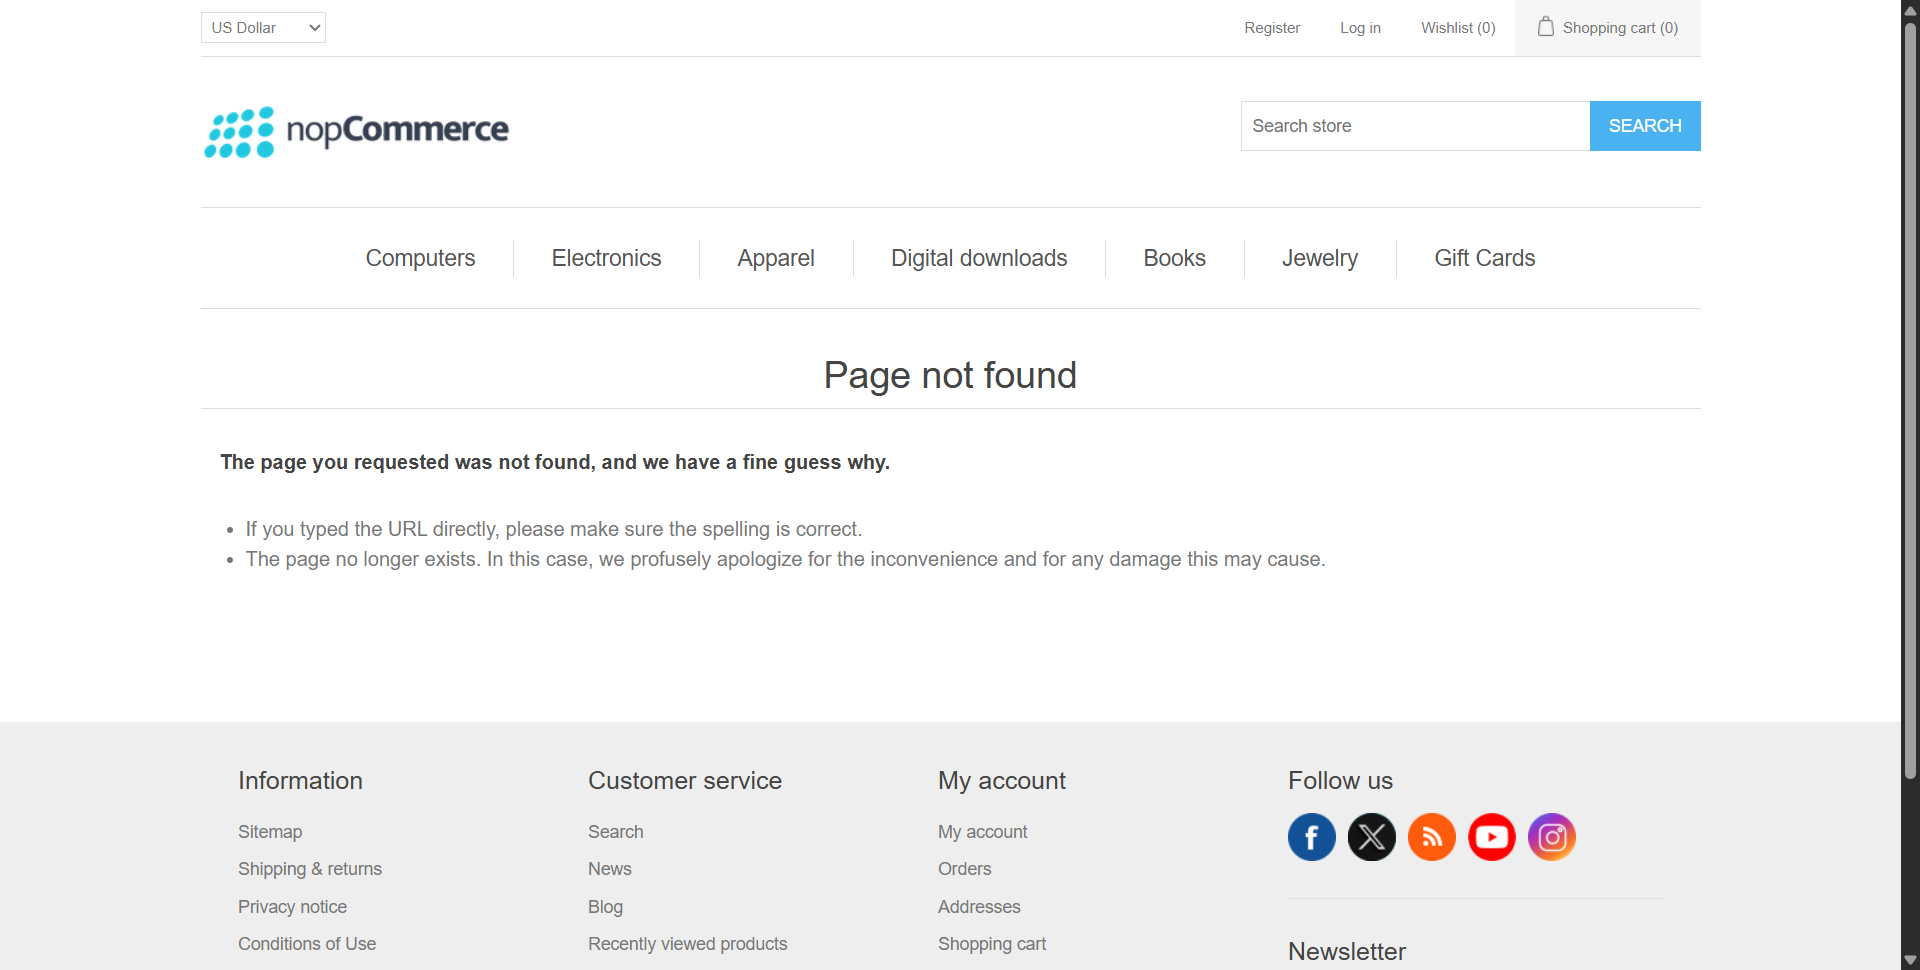 US Dollar
Register
Log in
Wishlist (0)
Shopping cart (0)
nopCommerce
Search store
SEARCH
Computers
Electronics
Apparel
Digital downloads
Books
Jewelry
Gift Cards
Page not found
The page you requested was not found, and we have a fine guess why.
If you typed the URL directly, please make sure the spelling is correct.
The page no longer exists. In this case, we profusely apologize for the inconvenience and for any damage this may cause.
Information
Sitemap
Shipping & returns
Privacy notice
Conditions of Use
Customer service
Search
News
Blog
Recently viewed products
My account
My account
Orders
Addresses
Shopping cart
Follow us
Newsletter